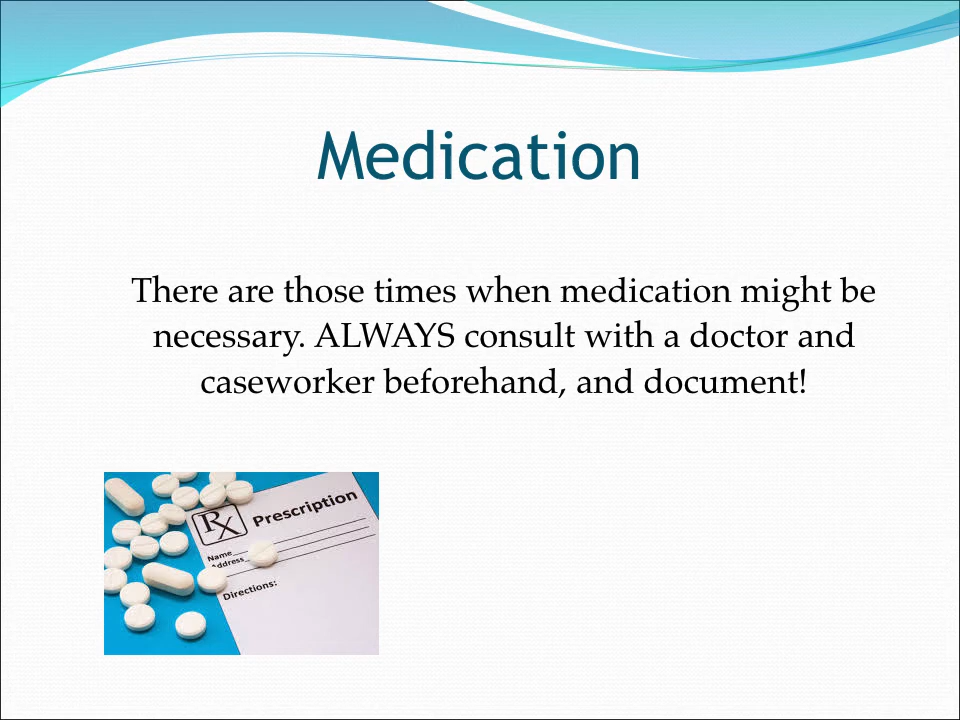 Medication
There are those times when medication might be
necessary. ALWAYS consult with a doctor and
caseworker beforehand, and document!
Rx Prescription
Name
Address
Directions: